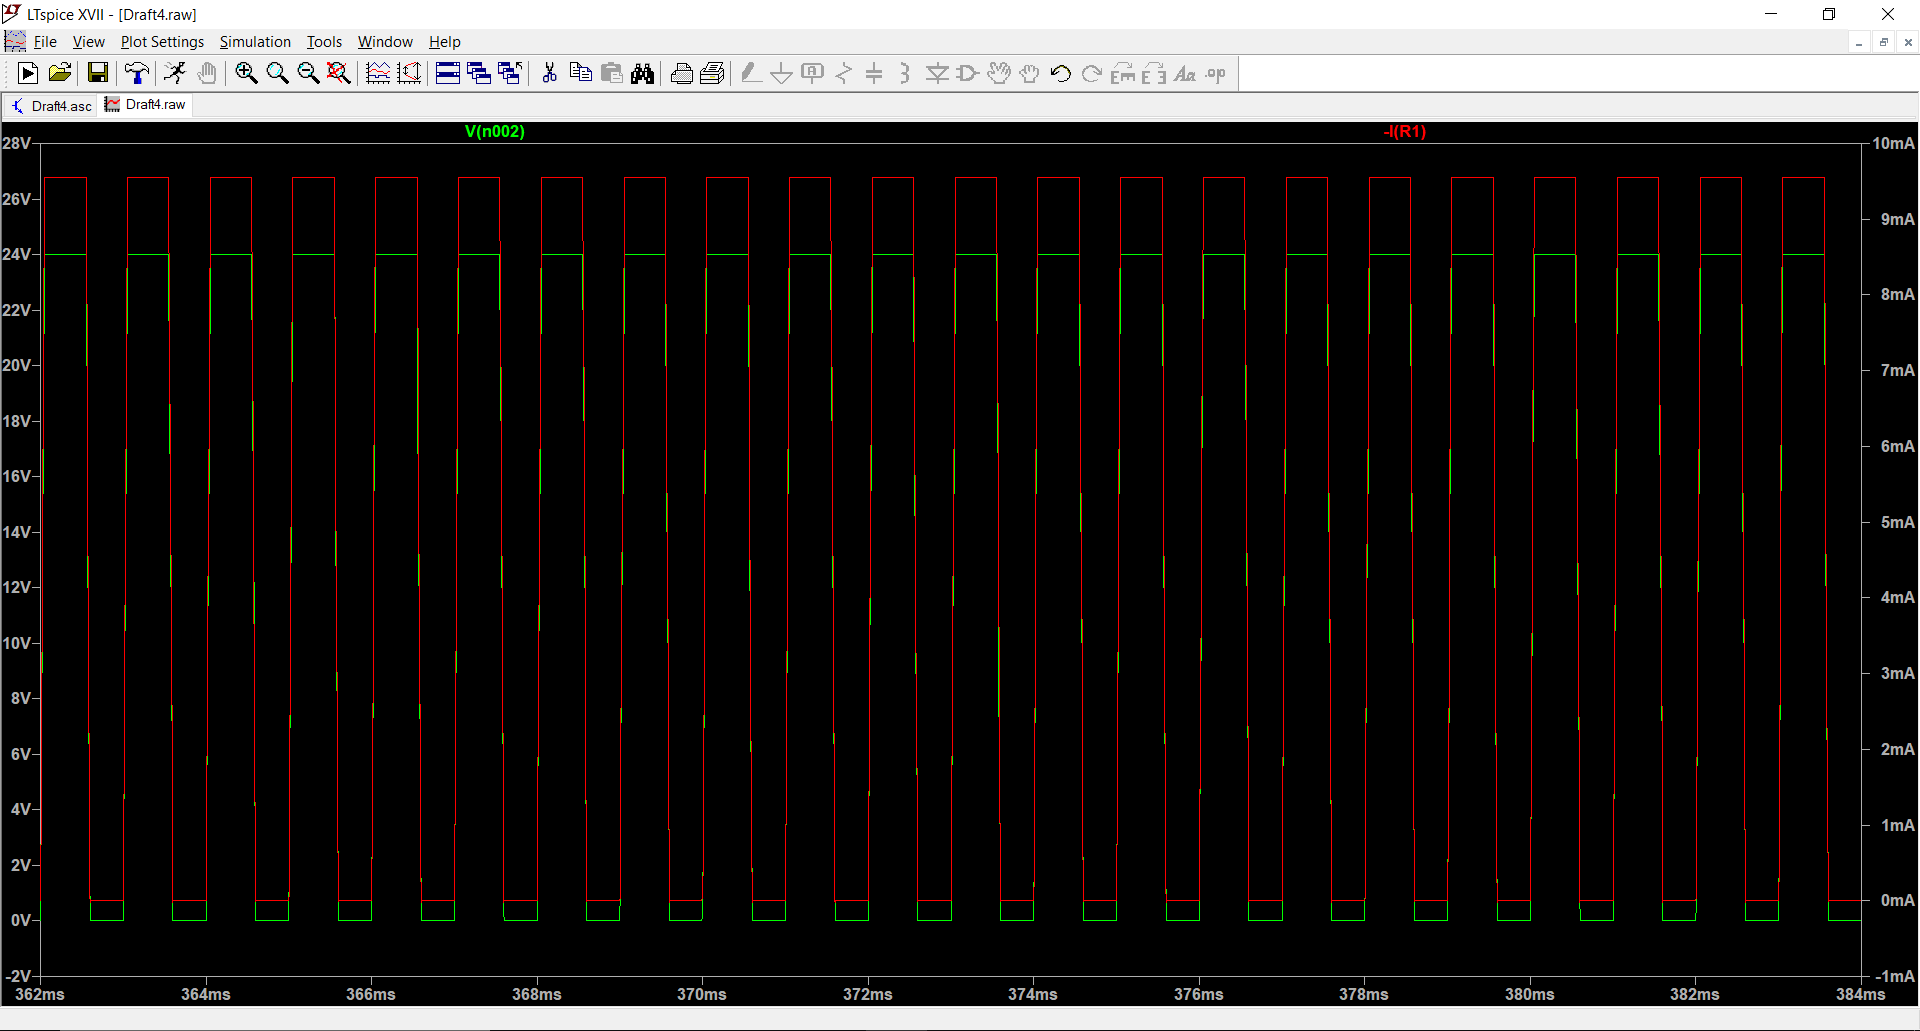 LTspice XVII - [Draft4.raw]
File View Plot Settings Simulation Tools Window Help
Aa .op
Draft4.asc Draft4.raw
V(n002) -I(R1)
28V 10mA
26V 9mA
24V
22V 8mA
20V 7mA
18V
16V 6mA
14V 5mA
12V 4mA
10V
8V 3mA
6V 2mA
4V 1mA
2V
0V 0mA
-2V -1mA
362ms 364ms 366ms 368ms 370ms 372ms 374ms 376ms 378ms 380ms 382ms 384ms